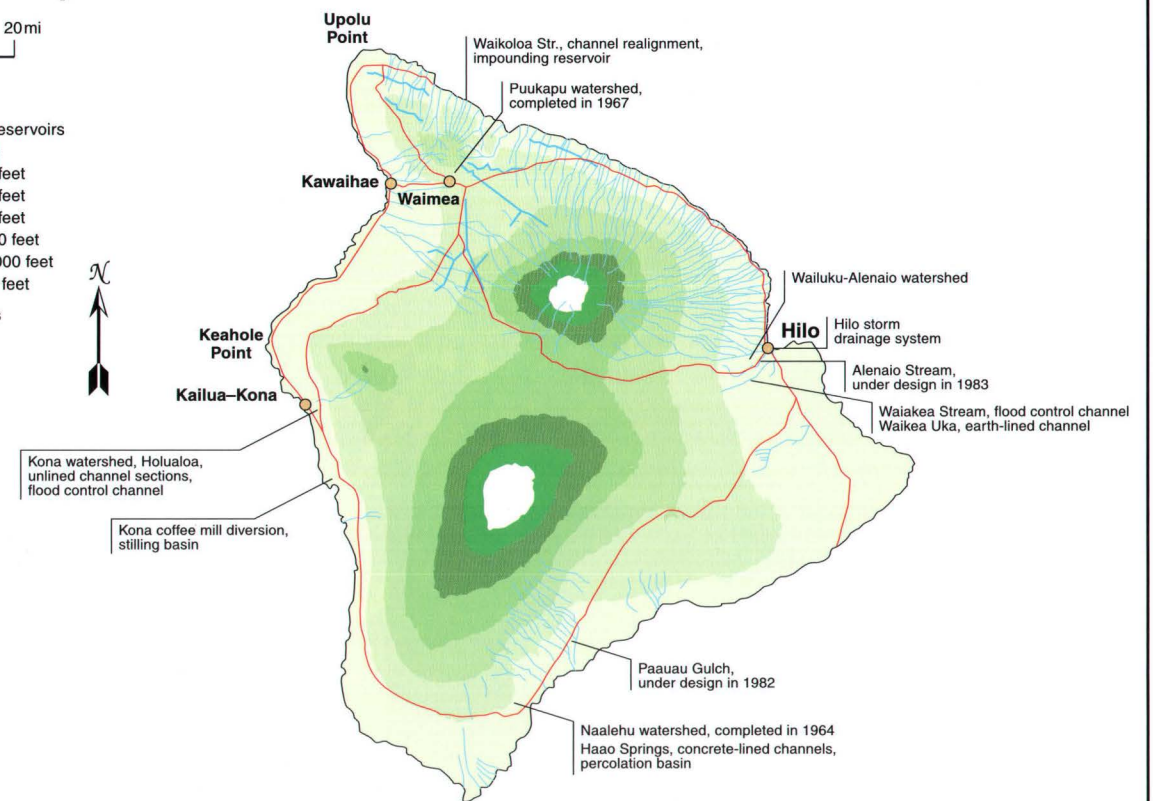 20mi
eservoirs
feet
feet
feet
0 feet
000 feet
feet
s
N
Upolu
Point
Waikoloa Str., channel realignment,
impounding reservoir
Puukapu watershed,
completed in 1967
Kawaihae
Waimea
Keahole
Point
Kailua–Kona
Wailuku-Alenaio watershed
Hilo
Hilo storm
drainage system
Alenaio Stream,
under design in 1983
Waiakea Stream, flood control channel
Waikea Uka, earth-lined channel
Kona watershed, Holualoa,
unlined channel sections,
flood control channel
Kona coffee mill diversion,
stilling basin
Paauau Gulch,
under design in 1982
Naalehu watershed, completed in 1964
Haao Springs, concrete-lined channels,
percolation basin